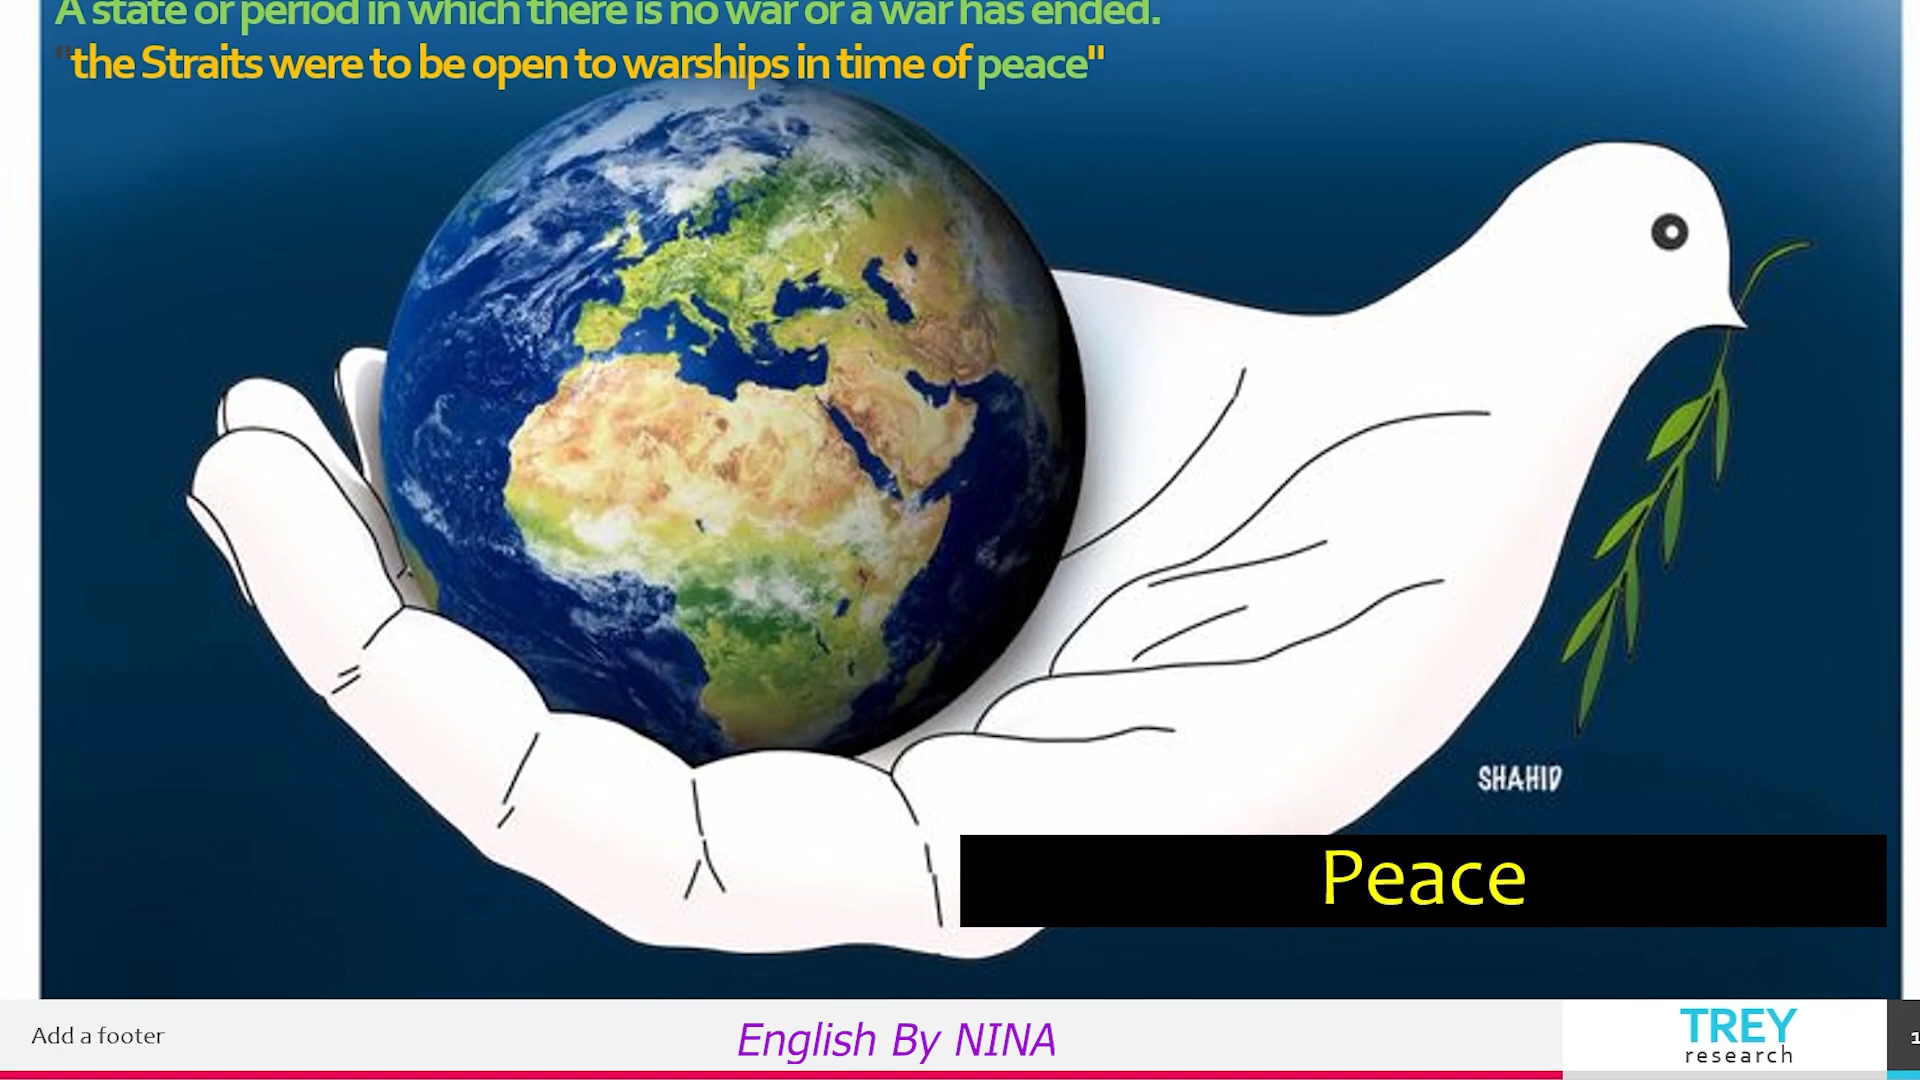 A state or period in which there is no war or a war has ended.
"the Straits were to be open to warships in time of peace"
SHAHID
Peace
Add a footer
English By NINA
TREY
research
1